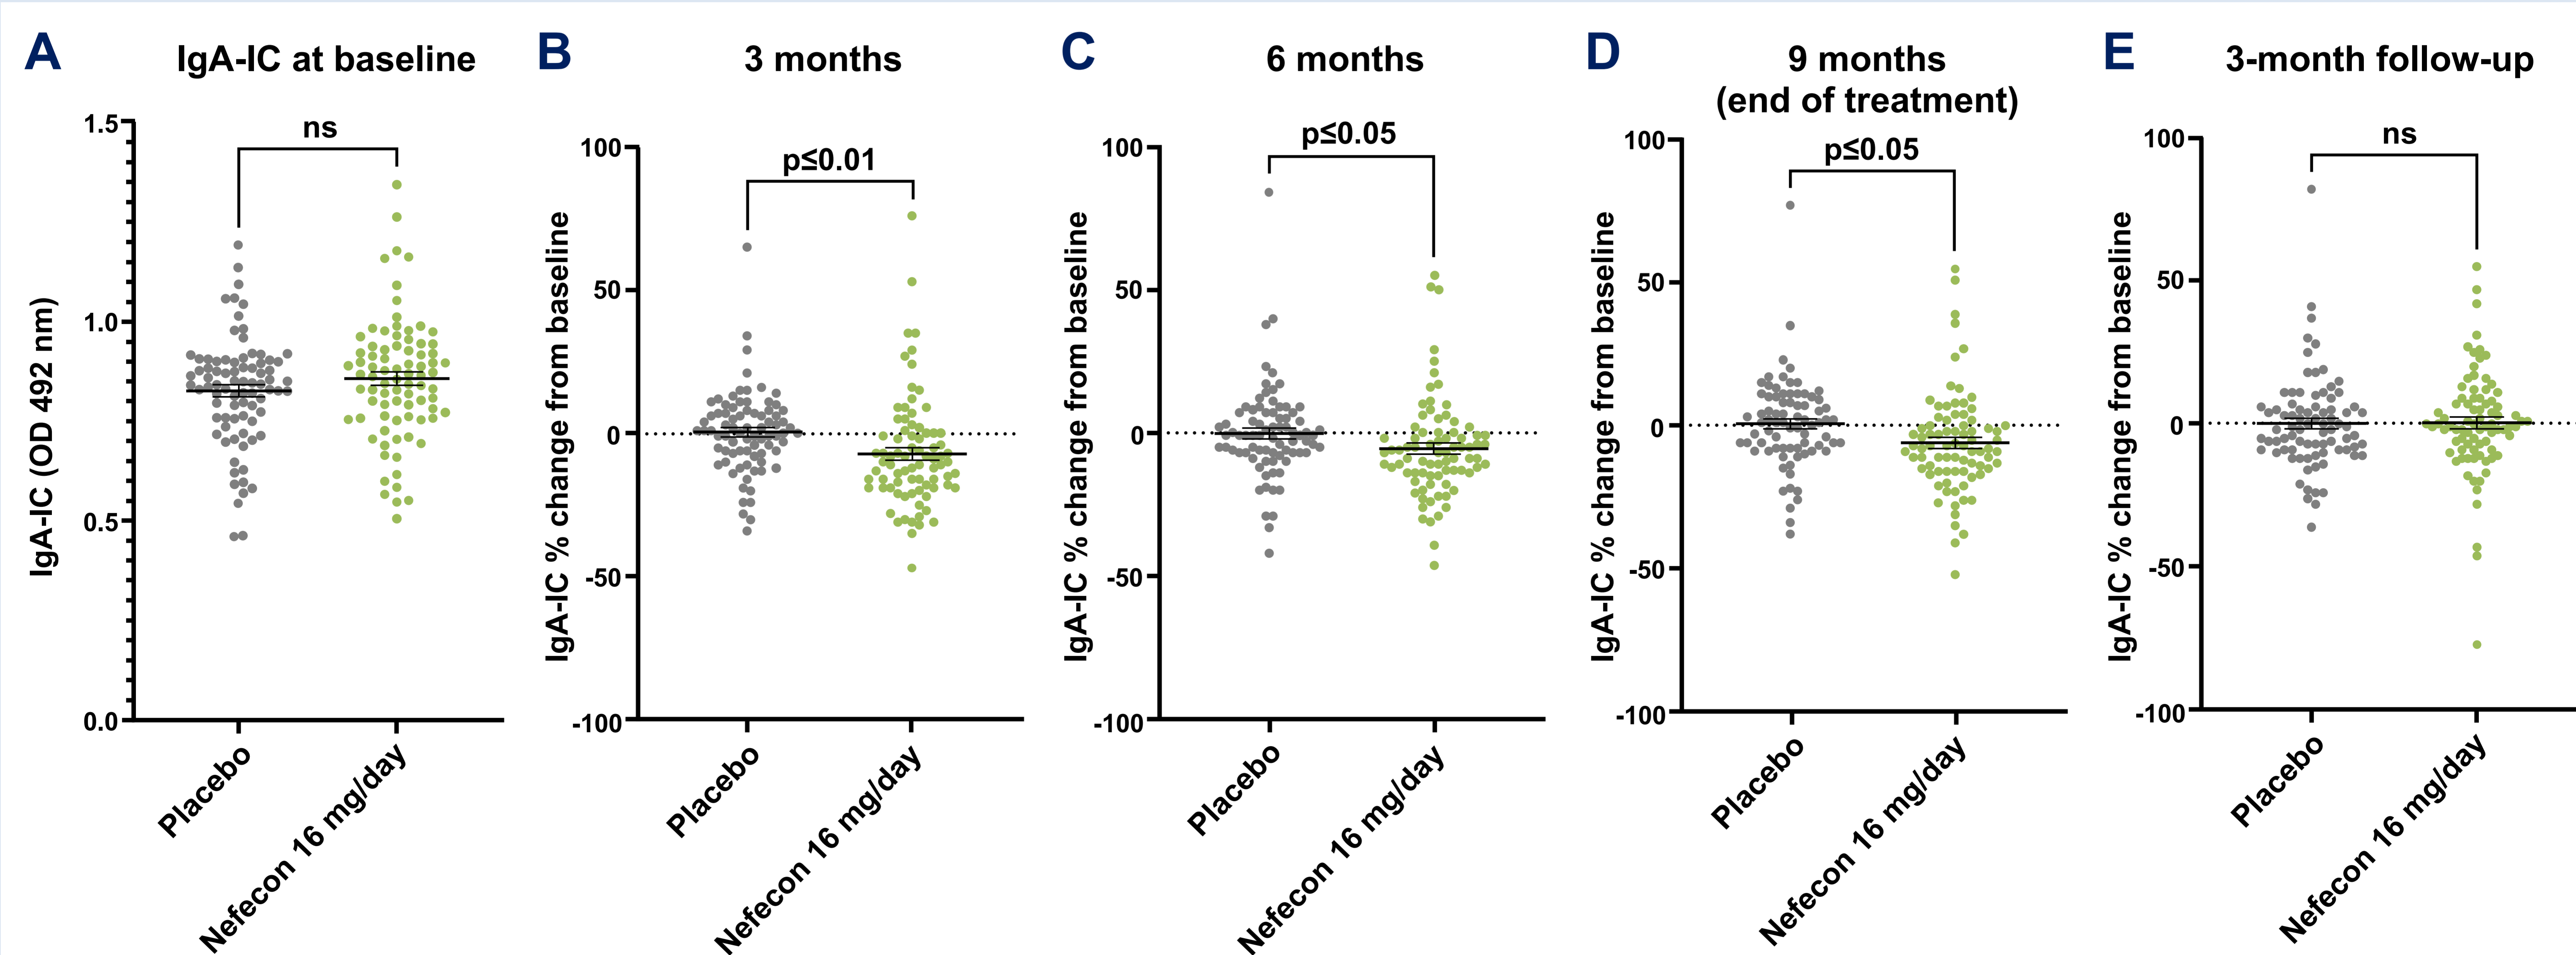 A
IgA-IC at baseline
IgA-IC (OD 492 nm)
1.5
1.0
0.5
0.0
ns
Placebo
Nefecon 16 mg/day
B
3 months
IgA-IC % change from baseline
100
50
0
-50
-100
p≤0.01
Placebo
Nefecon 16 mg/day
C
6 months
IgA-IC % change from baseline
100
50
0
-50
-100
p≤0.05
Placebo
Nefecon 16 mg/day
D
9 months
(end of treatment)
IgA-IC % change from baseline
100
50
0
-50
-100
p≤0.05
Placebo
Nefecon 16 mg/day
E
3-month follow-up
IgA-IC % change from baseline
100
50
0
-50
-100
ns
Placebo
Nefecon 16 mg/day